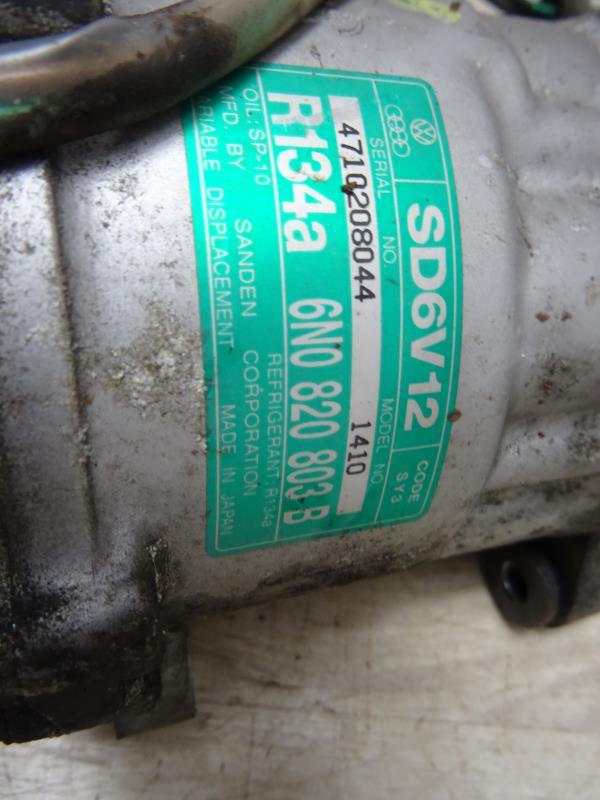 SD6V12 CODE SY3
SERIAL NO. MODEL NO.
4710208044 1410
R134a 6N0 820 803 B
OIL: SP-10 REFRIGERANT: R134a
MFD. BY SANDEN CORPORATION
VARIABLE DISPLACEMENT MADE IN JAPAN